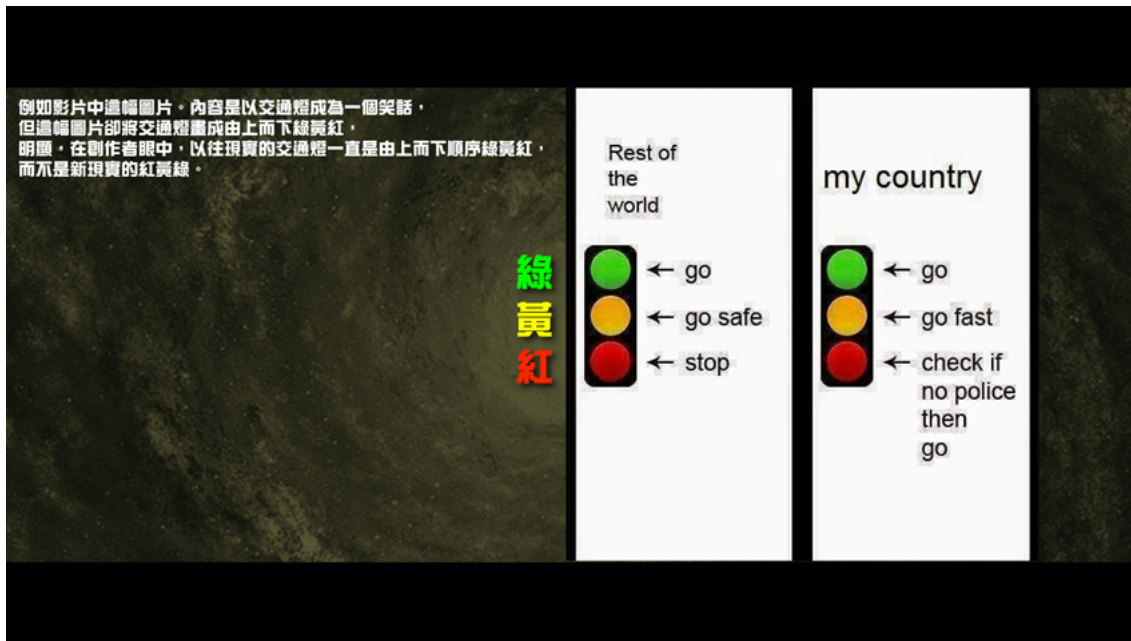 例如影片中這幅圖片。內容是以交通燈成為一個笑話，
但這幅圖片卻將交通燈畫成由上而下綠黃紅，
明顯，在創作者眼中，以往現實的交通燈一直是由上而下順序綠黃紅，
而不是新現實的紅黃綠。
綠
黃
紅
Rest of
the
world
← go
← go safe
← stop
my country
← go
← go fast
← check if
no police
then
go